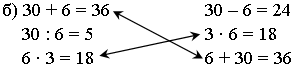 б) 30 + 6 = 36 30 – 6 = 24
30 : 6 = 5 3 · 6 = 18
6 · 3 = 18 6 + 30 = 36